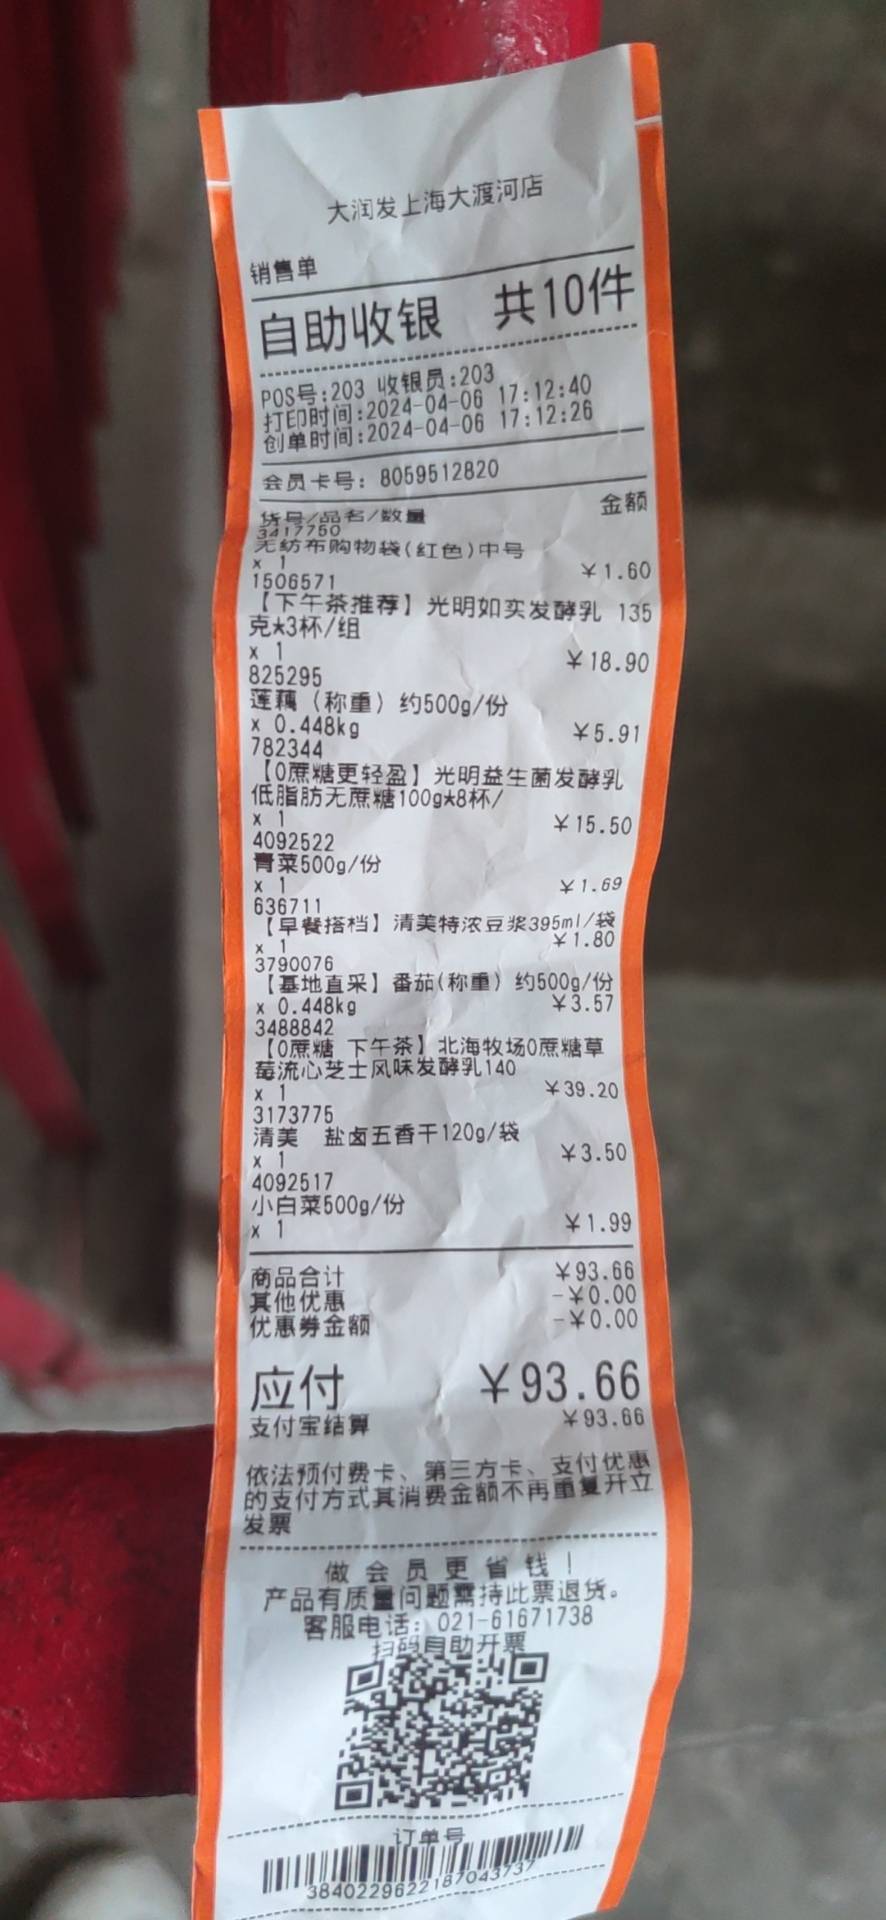 大润发上海大渡河店
销售单
自助收银 共10件
POS号:203 收银员:203
打印时间:2024-04-06 17:12:40
创单时间:2024-04-06 17:12:26
会员卡号: 8059512820
货号/品名/数量 金额
3417750
无纺布购物袋(红色)中号
x 1 ¥1.60
1506571
【下午茶推荐】光明如实发酵乳 135
克*3杯/组
x 1 ¥18.90
825295
莲藕（称重）约500g/份
x 0.448kg ¥5.91
782344
【0蔗糖更轻盈】光明益生菌发酵乳
低脂肪无蔗糖100g*8杯/
x 1 ¥15.50
4092522
青菜500g/份
x 1 ¥1.69
636711
【早餐搭档】清美特浓豆浆395ml/袋
x 1 ¥1.80
3790076
【基地直采】番茄(称重）约500g/份
x 0.448kg ¥3.57
3488842
【0蔗糖 下午茶】北海牧场0蔗糖草
莓流心芝士风味发酵乳140
x 1 ¥39.20
3173775
清美 盐卤五香干120g/袋
x 1 ¥3.50
4092517
小白菜500g/份
x 1 ¥1.99
商品合计 ¥93.66
其他优惠 -¥0.00
优惠券金额 -¥0.00
应付 ¥93.66
支付宝结算 ¥93.66
依法预付费卡、第三方卡、支付优惠
的支付方式其消费金额不再重复开立
发票
做会员更省钱！
产品有质量问题需持此票退货。
客服电话：021-61671738
扫码自助开票
订单号
3840229622187043737